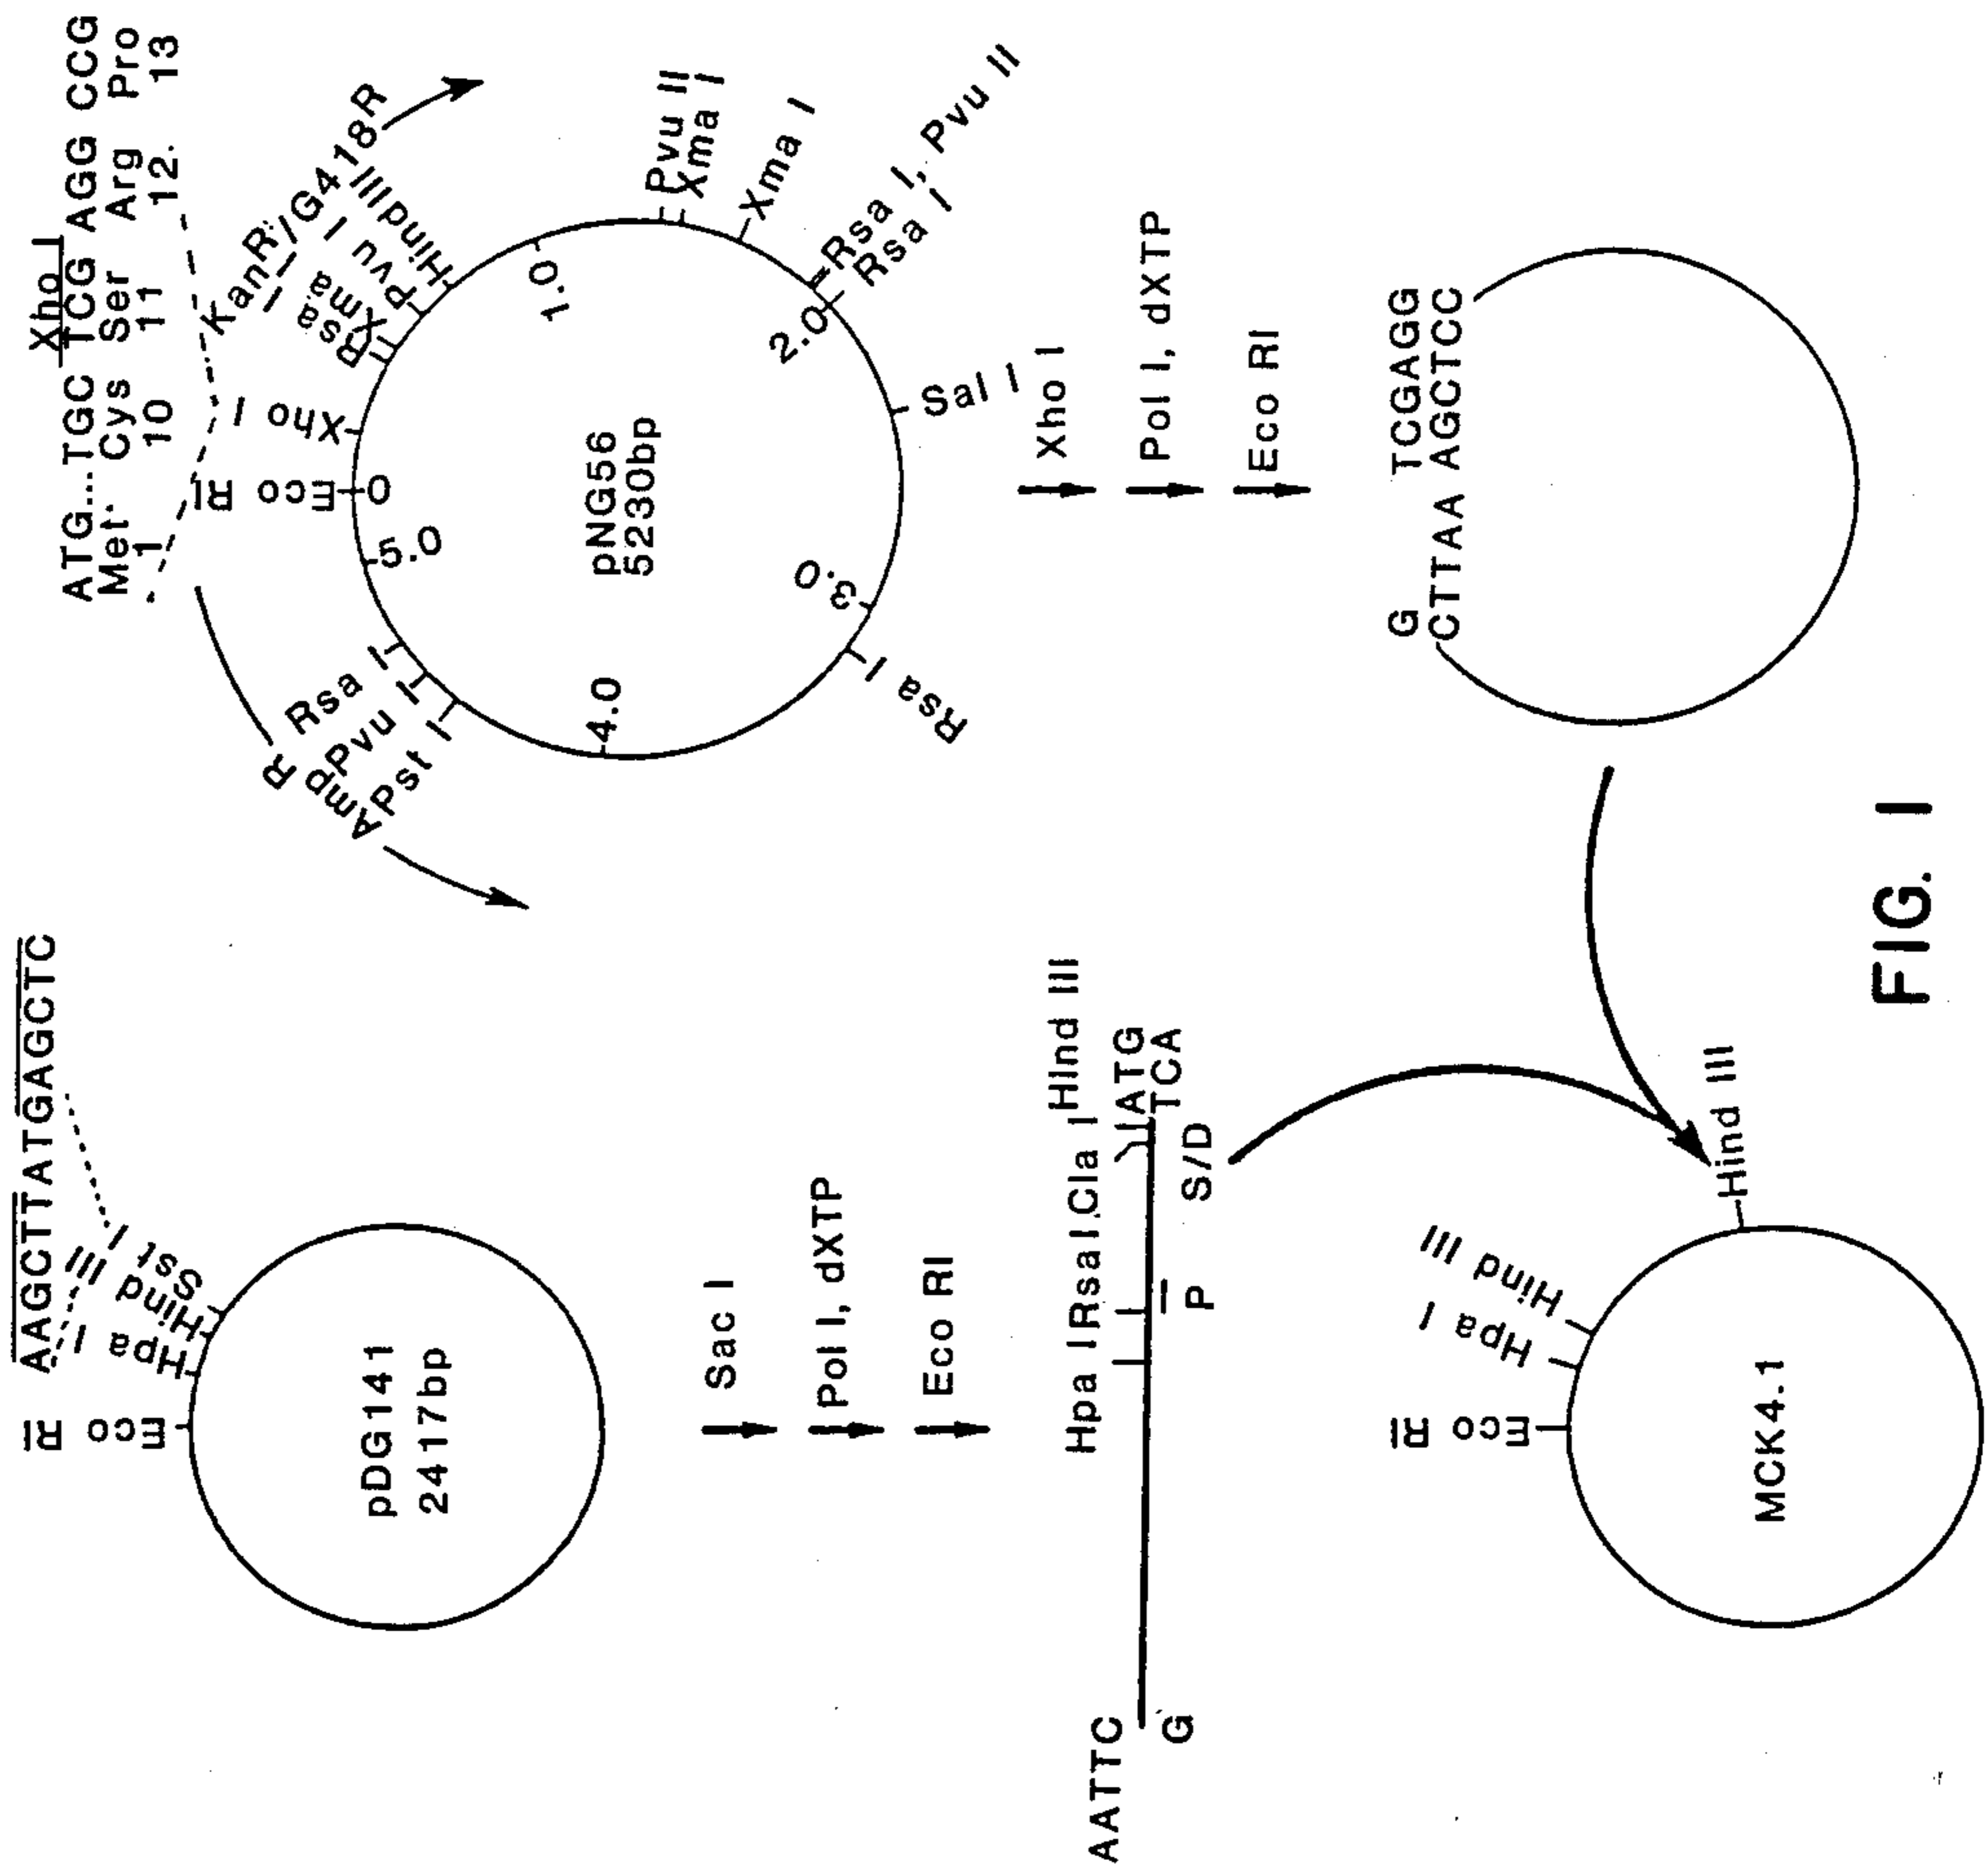 AAGCTTATGAGCTC
Eco RI
Hpa I
Hind III
Sst I
pDG141
2417bp
Sac I
Pol I, dXTP
Eco RI
Hpa I
Rsa I
Cla I
Hind III
AATTC
G
ATG
TCA
P
S/D
Eco RI
Hpa I
Hind III
Hind III
MCK4.1
Xho I
ATG...TGC TCG AGG CCG
Met Cys Ser Arg Pro
1 10 11 12 13
KanR/G418R
AmpR
Eco RI
Xho I
Rsa I
Xma I
Pvu I
HindIII
Pvu II
Xma I
Xma I
Rsa I, Pvu II
Rsa I
Sal I
Rsa I
Pst I
Pvu I
Rsa I
0
1.0
2.0
3.0
4.0
5.0
pNG56
5230bp
Xho I
Pol I, dXTP
Eco RI
G TCGAGG
CTTAA AGCTCC
FIG. 1